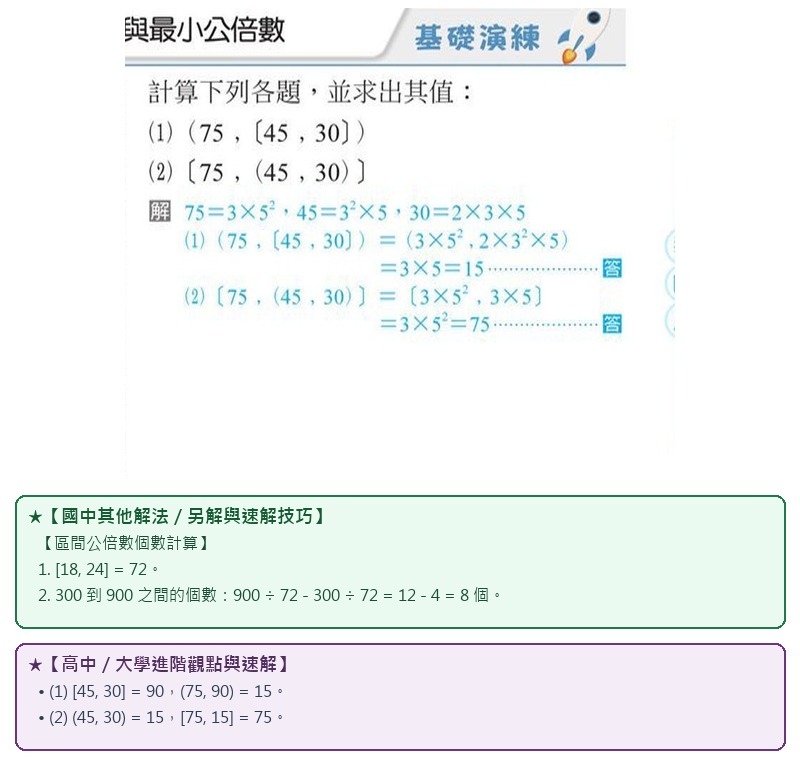 與最小公倍數
基礎演練
計算下列各題，並求出其值：
(1)（75，〔45，30〕）
(2)〔75，（45，30）〕
解 75＝3×5²，45＝3²×5，30＝2×3×5
(1)（75，〔45，30〕）＝（3×5²，2×3²×5）
＝3×5＝15…………………答
(2)〔75，（45，30）〕＝〔3×5²，3×5〕
＝3×5²＝75…………………答
★【國中其他解法 / 另解與速解技巧】
【區間公倍數個數計算】
1. [18, 24] = 72。
2. 300 到 900 之間的個數：900 ÷ 72 - 300 ÷ 72 = 12 - 4 = 8 個。
★【高中 / 大學進階觀點與速解】
• (1) [45, 30] = 90，(75, 90) = 15。
• (2) (45, 30) = 15，[75, 15] = 75。